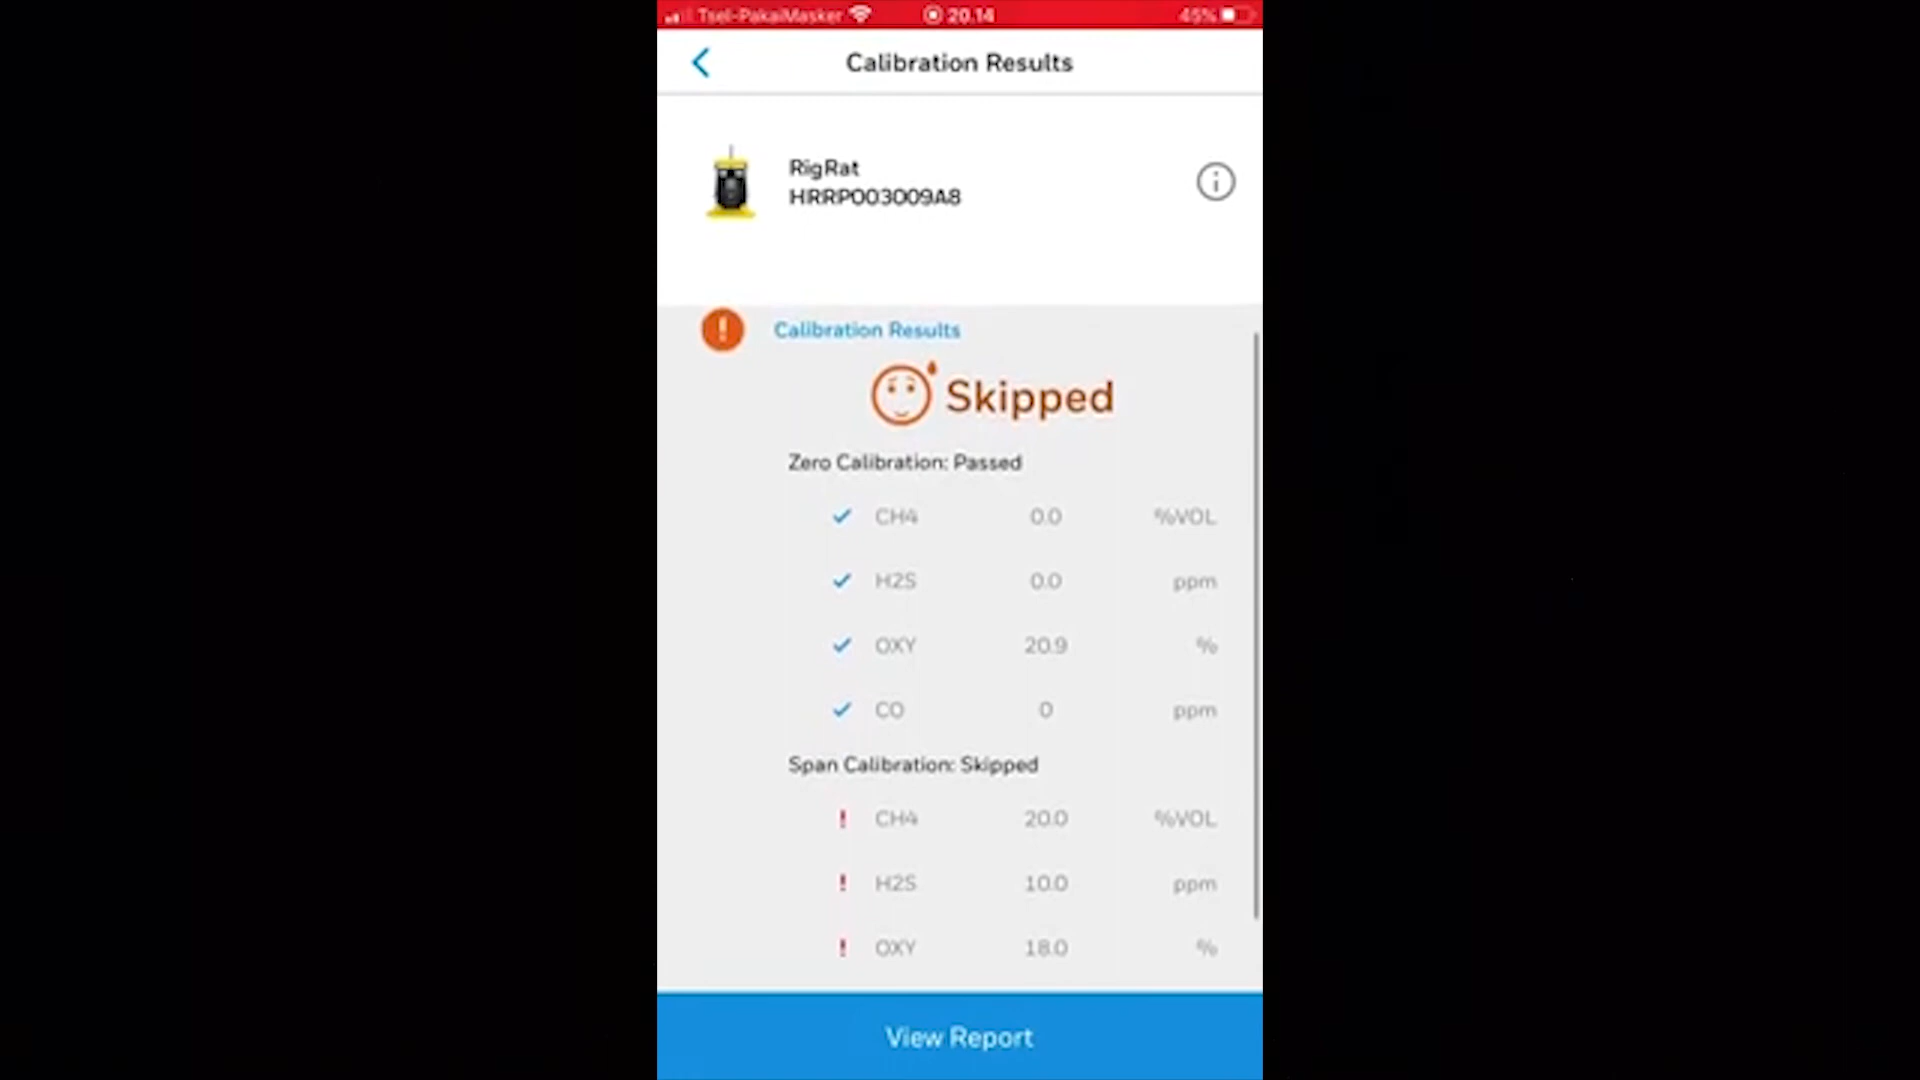 Tsel-PakaiMasker 20.14 45%
Calibration Results
RigRat
HRRP003009A8
Calibration Results
Skipped
Zero Calibration: Passed
CH4 0.0 %VOL
H2S 0.0 ppm
OXY 20.9 %
CO 0 ppm
Span Calibration: Skipped
! CH4 20.0 %VOL
! H2S 10.0 ppm
! OXY 18.0 %
View Report